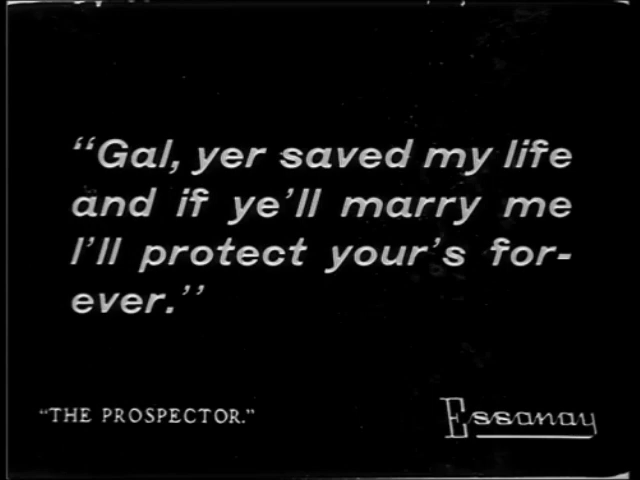 “Gal, yer saved my life
and if ye’ll marry me
I’ll protect your’s for-
ever.”
“THE PROSPECTOR.”
Essanay